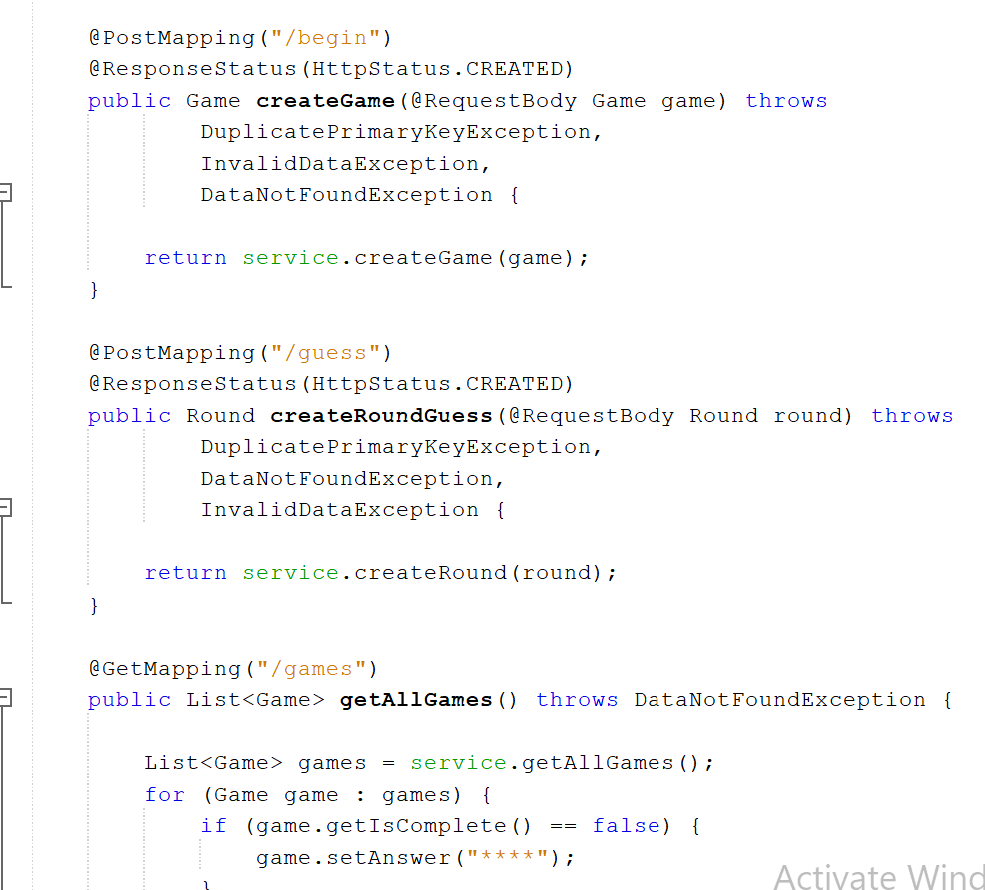 @PostMapping("/begin")
@ResponseStatus(HttpStatus.CREATED)
public Game createGame(@RequestBody Game game) throws
        DuplicatePrimaryKeyException,
        InvalidDataException,
        DataNotFoundException {
    return service.createGame(game);
}
@PostMapping("/guess")
@ResponseStatus(HttpStatus.CREATED)
public Round createRoundGuess(@RequestBody Round round) throws
        DuplicatePrimaryKeyException,
        DataNotFoundException,
        InvalidDataException {
    return service.createRound(round);
}
@GetMapping("/games")
public List<Game> getAllGames() throws DataNotFoundException {
    List<Game> games = service.getAllGames();
    for (Game game : games) {
        if (game.getIsComplete() == false) {
            game.setAnswer("****");
        }
Activate Wind